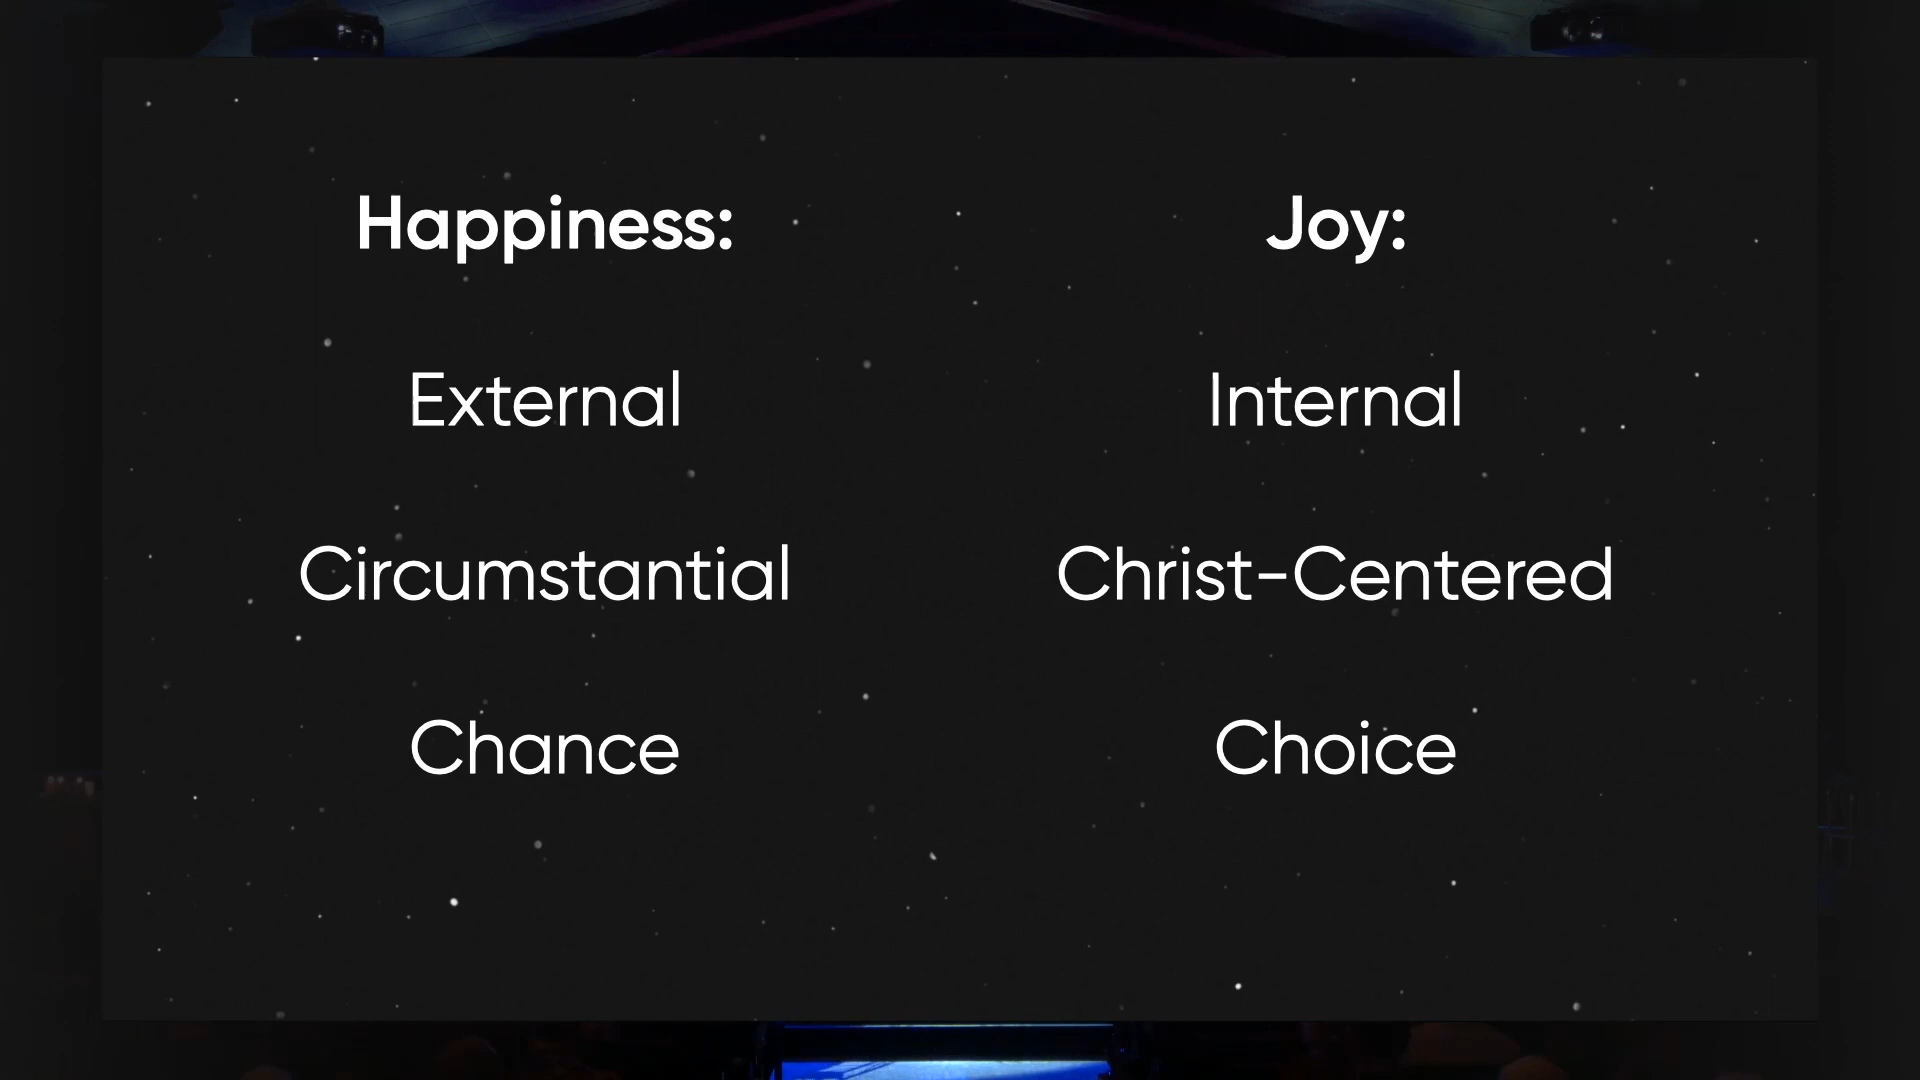 Happiness:
External
Circumstantial
Chance
Joy:
Internal
Christ-Centered
Choice